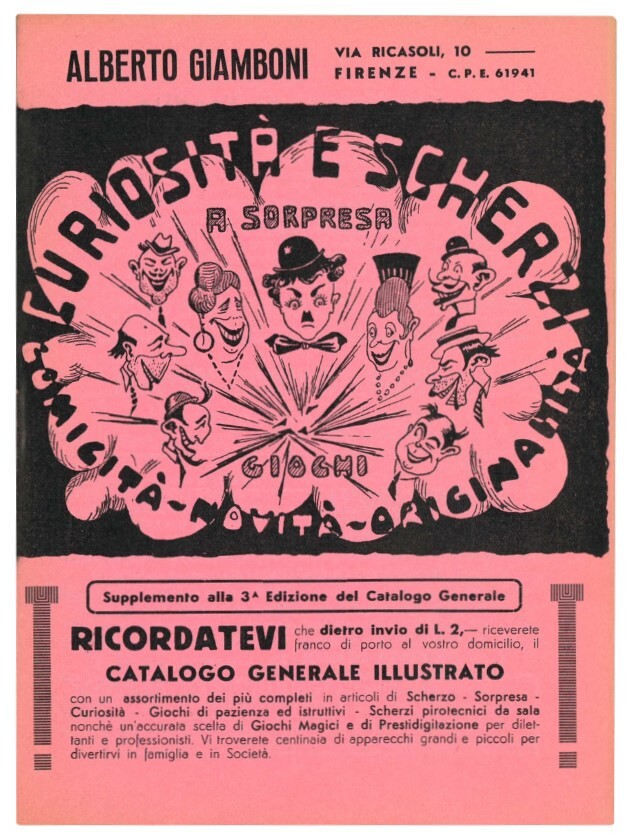 ALBERTO GIAMBONI
VIA RICASOLI, 10
FIRENZE - C. P. E. 61941
CURIOSITÀ E SCHERZI
A SORPRESA
GIOCHI
COMICITÀ - NOVITÀ - ORIGINALITÀ
Supplemento alla 3ᴬ Edizione del Catalogo Generale
RICORDATEVI che dietro invio di L. 2,— riceverete
franco di porto al vostro domicilio, il
CATALOGO GENERALE ILLUSTRATO
con un assortimento dei più completi in articoli di Scherzo - Sorpresa -
Curiosità - Giochi di pazienza ed istruttivi - Scherzi pirotecnici da sala
nonchè un'accurata scelta di Giochi Magici e di Prestidigitazione per dilet-
tanti e professionisti. Vi troverete centinaia di apparecchi grandi e piccoli per
divertirvi in famiglia e in Società.